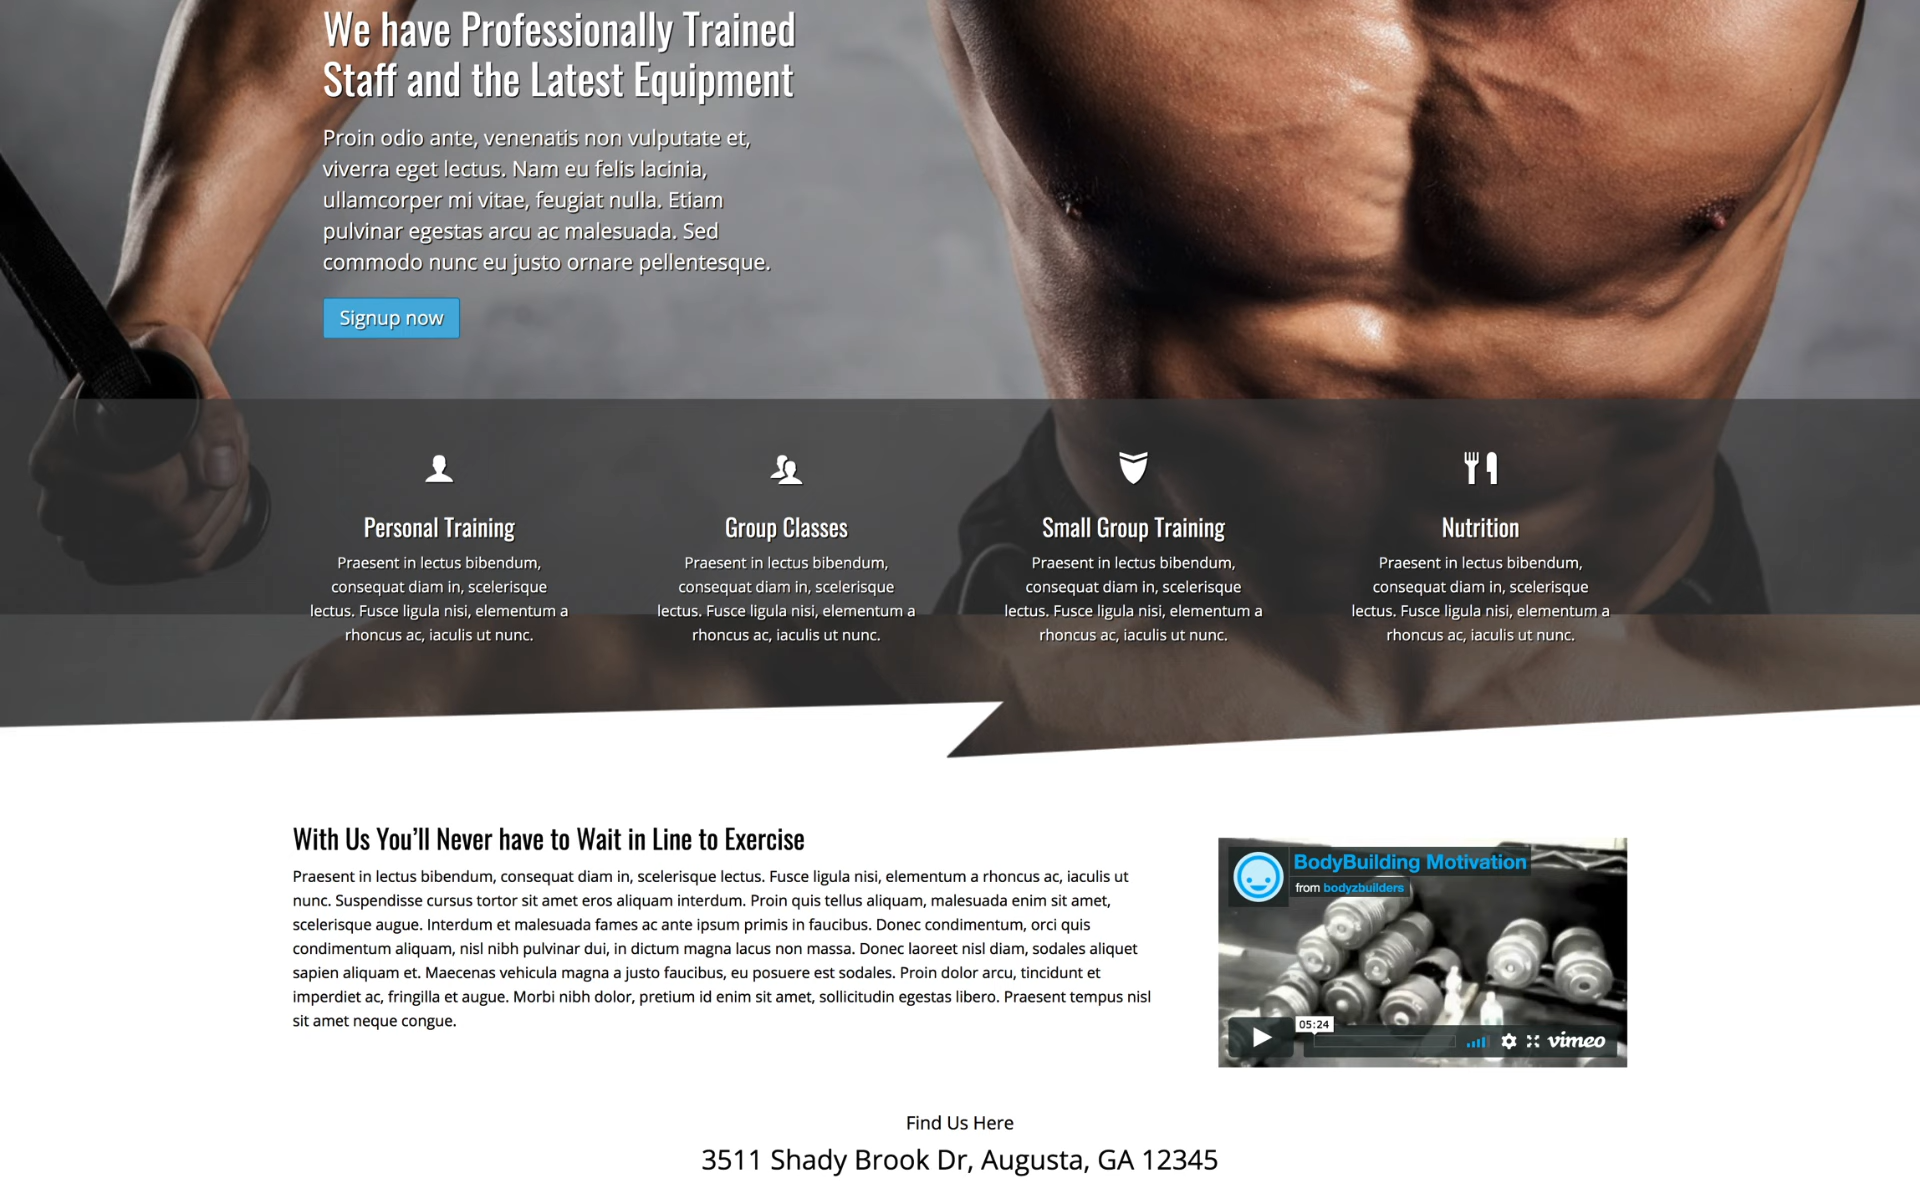 We have Professionally Trained
Staff and the Latest Equipment
Proin odio ante, venenatis non vulputate et,
viverra eget lectus. Nam eu felis lacinia,
ullamcorper mi vitae, feugiat nulla. Etiam
pulvinar egestas arcu ac malesuada. Sed
commodo nunc eu justo ornare pellentesque.
Signup now
Personal Training
Praesent in lectus bibendum,
consequat diam in, scelerisque
lectus. Fusce ligula nisi, elementum a
rhoncus ac, iaculis ut nunc.
Group Classes
Praesent in lectus bibendum,
consequat diam in, scelerisque
lectus. Fusce ligula nisi, elementum a
rhoncus ac, iaculis ut nunc.
Small Group Training
Praesent in lectus bibendum,
consequat diam in, scelerisque
lectus. Fusce ligula nisi, elementum a
rhoncus ac, iaculis ut nunc.
Nutrition
Praesent in lectus bibendum,
consequat diam in, scelerisque
lectus. Fusce ligula nisi, elementum a
rhoncus ac, iaculis ut nunc.
With Us You’ll Never have to Wait in Line to Exercise
Praesent in lectus bibendum, consequat diam in, scelerisque lectus. Fusce ligula nisi, elementum a rhoncus ac, iaculis ut
nunc. Suspendisse cursus tortor sit amet eros aliquam interdum. Proin quis tellus aliquam, malesuada enim sit amet,
scelerisque augue. Interdum et malesuada fames ac ante ipsum primis in faucibus. Donec condimentum, orci quis
condimentum aliquam, nisl nibh pulvinar dui, in dictum magna lacus non massa. Donec laoreet nisl diam, sodales aliquet
sapien aliquam et. Maecenas vehicula magna a justo faucibus, eu posuere est sodales. Proin dolor arcu, tincidunt et
imperdiet ac, fringilla et augue. Morbi nibh dolor, pretium id enim sit amet, sollicitudin egestas libero. Praesent tempus nisl
sit amet neque congue.
BodyBuilding Motivation
from bodyzbuilders
05:24
vimeo
Find Us Here
3511 Shady Brook Dr, Augusta, GA 12345